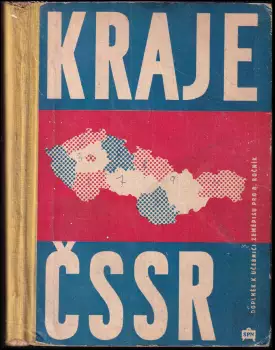 KRAJE
ČSSR
DOPLNĚK K UČEBNICI ZEMĚPISU PRO 8. ROČNÍK
SPN